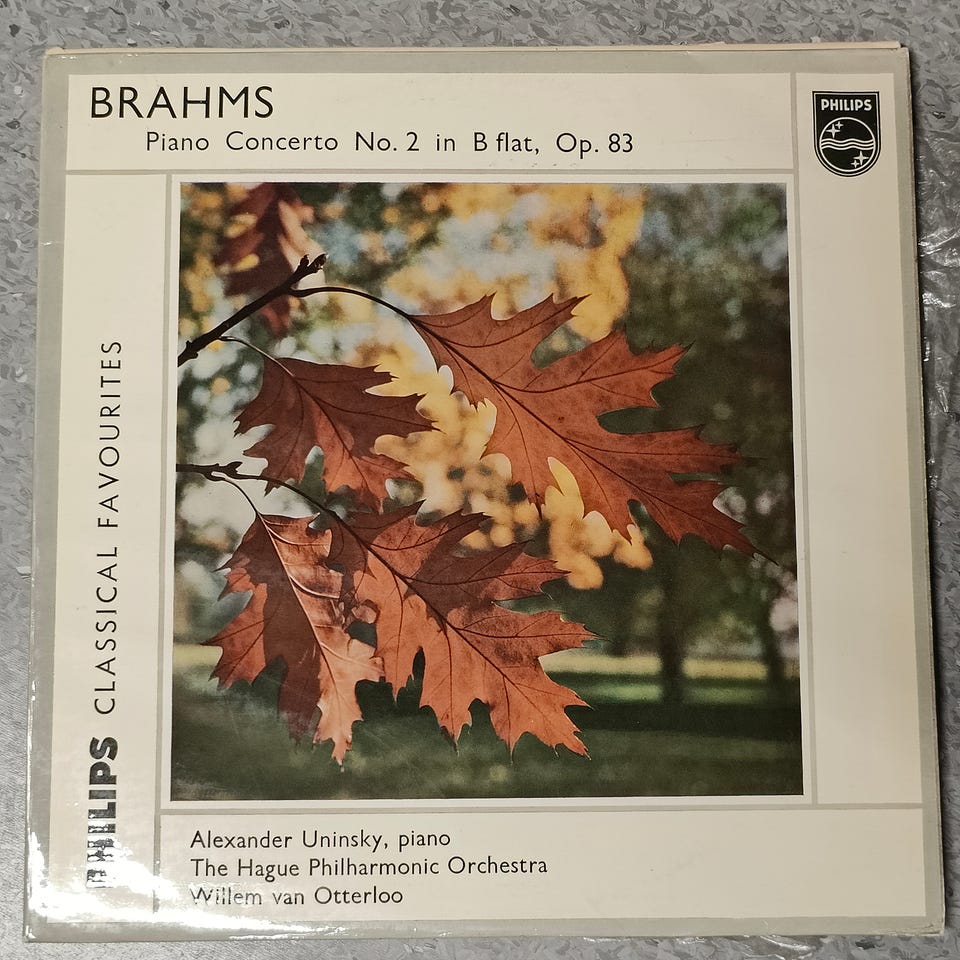 BRAHMS
Piano Concerto No. 2 in B flat, Op. 83
PHILIPS
PHILIPS CLASSICAL FAVOURITES
Alexander Uninsky, piano
The Hague Philharmonic Orchestra
Willem van Otterloo